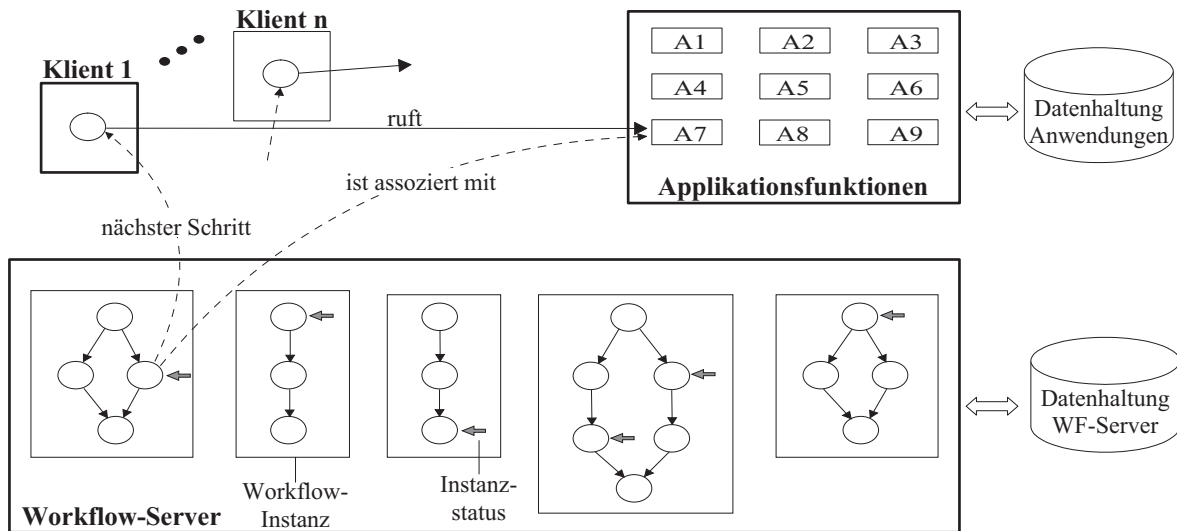 Klient n
Klient 1
A1 A2 A3
A4 A5 A6
A7 A8 A9
Applikationsfunktionen
Datenhaltung
Anwendungen
ruft
ist assoziert mit
nächster Schritt
Datenhaltung
WF-Server
Workflow-
Instanz
Instanz-
status
Workflow-Server